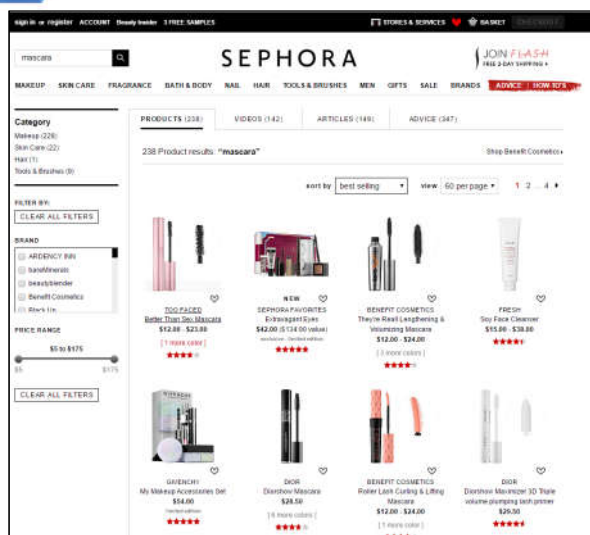 sign in or register ACCOUNT Beauty Insider 3 FREE SAMPLES
STORES & SERVICES BASKET CHECKOUT
mascara
SEPHORA
JOIN FLASH
FREE 2-DAY SHIPPING
MAKEUP SKIN CARE FRAGRANCE BATH & BODY NAIL HAIR TOOLS & BRUSHES MEN GIFTS SALE BRANDS ADVICE HOW TO'S
Category
Makeup (228)
Skin Care (22)
Hair (1)
Tools & Brushes (9)
FILTER BY:
CLEAR ALL FILTERS
BRAND
ARDENCY INN
bareMinerals
beautyblender
Benefit Cosmetics
Black Up
PRICE RANGE
$5 to $175
$5 $175
CLEAR ALL FILTERS
PRODUCTS (238) VIDEOS (142) ARTICLES (149) ADVICE (347)
238 Product results: "mascara"
Shop Benefit Cosmetics
sort by best selling view 60 per page 1 2 ... 4
TOO FACED
Better Than Sex Mascara
$12.00 - $23.00
[1 more color]
NEW
SEPHORA FAVORITES
Extravagant Eyes
$42.00 ($134.00 value)
exclusive · limited edition
BENEFIT COSMETICS
They're Real! Lengthening &
Volumizing Mascara
$12.00 - $24.00
[3 more colors]
FRESH
Soy Face Cleanser
$15.00 - $38.00
GIVENCHY
My Makeup Accessories Set
$54.00
limited edition
DIOR
Diorshow Mascara
$28.50
[6 more colors]
BENEFIT COSMETICS
Roller Lash Curling & Lifting
Mascara
$12.00 - $24.00
[1 more color]
DIOR
Diorshow Maximizer 3D Triple
volume plumping lash primer
$29.50